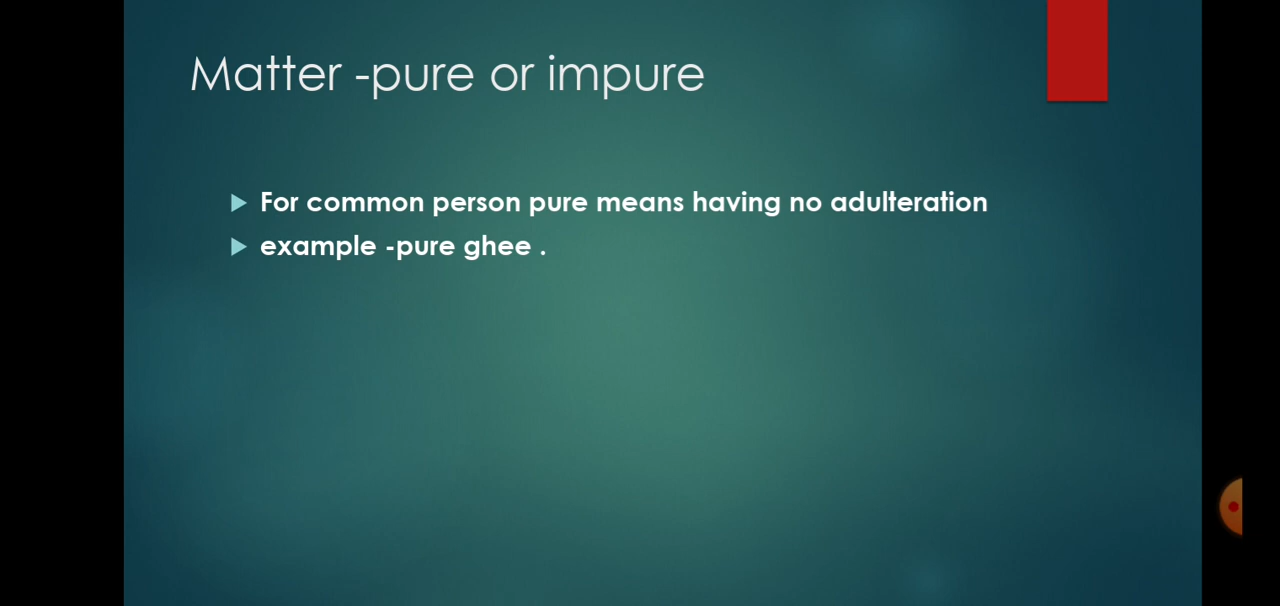 Matter -pure or impure
For common person pure means having no adulteration
example -pure ghee .